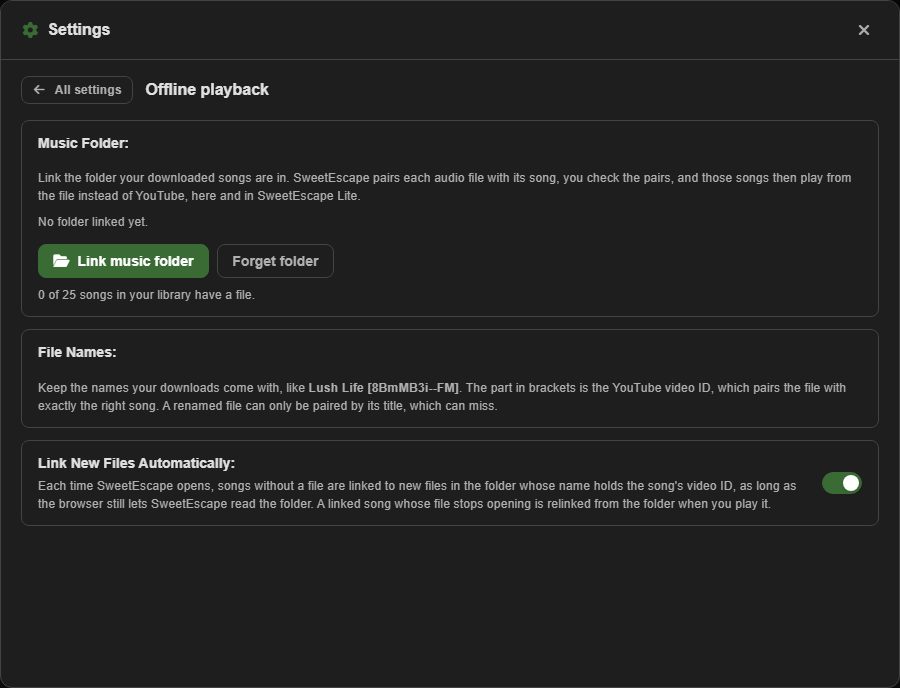 Settings
All settings
Offline playback
Music Folder:
Link the folder your downloaded songs are in. SweetEscape pairs each audio file with its song, you check the pairs, and those songs then play from
the file instead of YouTube, here and in SweetEscape Lite.
No folder linked yet.
Link music folder
Forget folder
0 of 25 songs in your library have a file.
File Names:
Keep the names your downloads come with, like Lush Life [8BmMB3i--FM]. The part in brackets is the YouTube video ID, which pairs the file with
exactly the right song. A renamed file can only be paired by its title, which can miss.
Link New Files Automatically:
Each time SweetEscape opens, songs without a file are linked to new files in the folder whose name holds the song's video ID, as long as
the browser still lets SweetEscape read the folder. A linked song whose file stops opening is relinked from the folder when you play it.